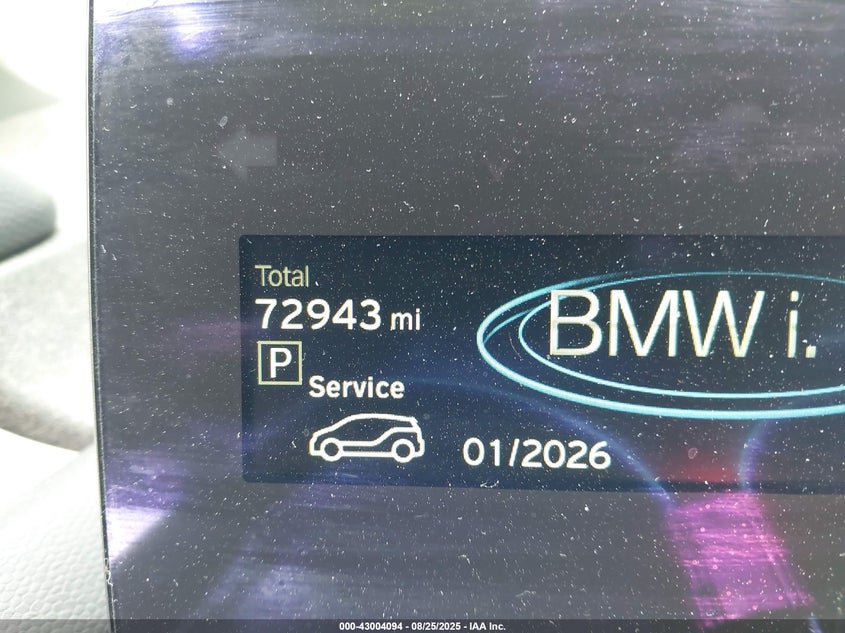 Total
72943 mi
P
Service
01/2026
BMW i.
000-43004094 - 08/25/2025 - IAA Inc.